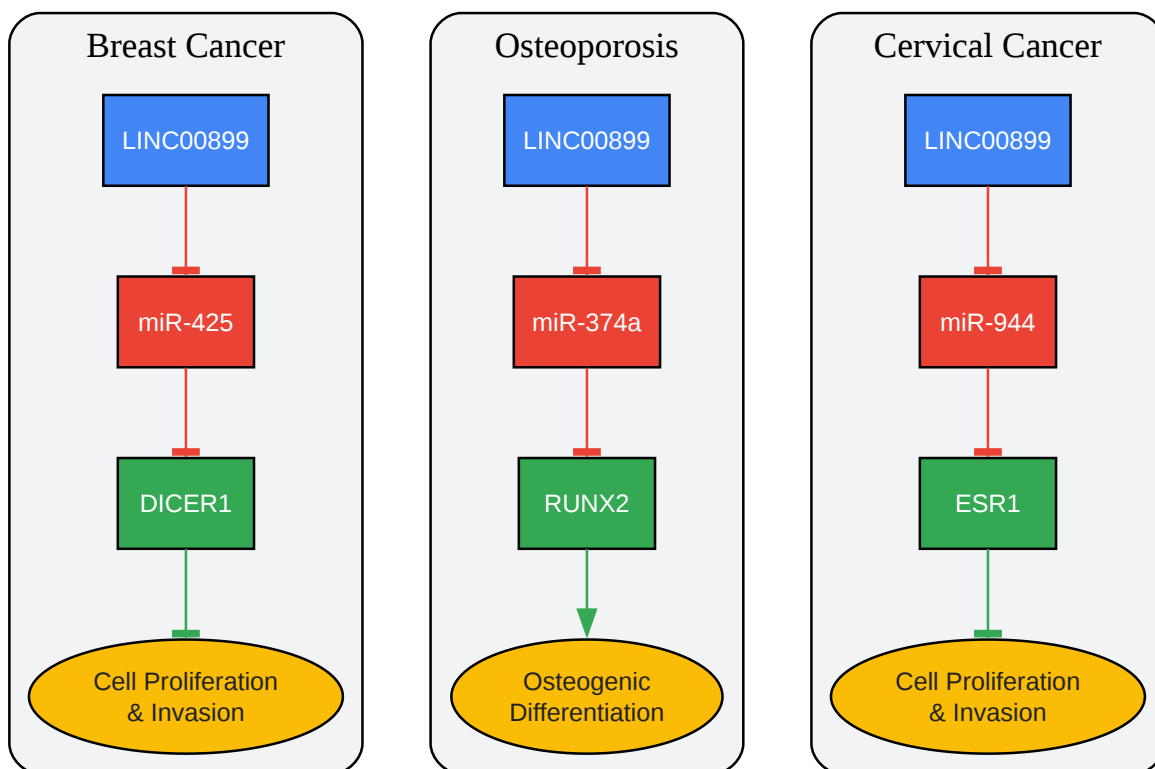 Breast Cancer
LINC00899
miR-425
DICER1
Cell Proliferation
& Invasion
Osteoporosis
LINC00899
miR-374a
RUNX2
Osteogenic
Differentiation
Cervical Cancer
LINC00899
miR-944
ESR1
Cell Proliferation
& Invasion